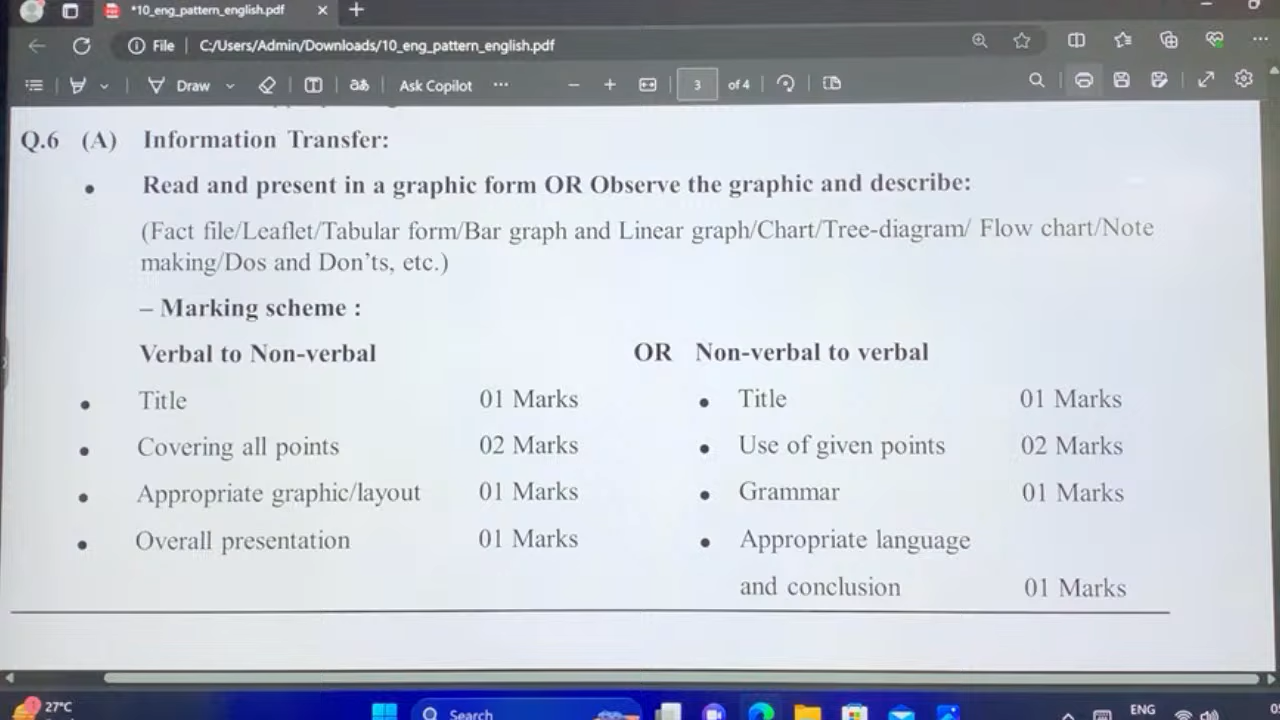 *10_eng_pattern_english.pdf
File | C:/Users/Admin/Downloads/10_eng_pattern_english.pdf
Draw aあ Ask Copilot 3 of 4
Q.6 (A) Information Transfer:
• Read and present in a graphic form OR Observe the graphic and describe:
(Fact file/Leaflet/Tabular form/Bar graph and Linear graph/Chart/Tree-diagram/ Flow chart/Note
making/Dos and Don'ts, etc.)
– Marking scheme :
Verbal to Non-verbal OR Non-verbal to verbal
• Title 01 Marks • Title 01 Marks
• Covering all points 02 Marks • Use of given points 02 Marks
• Appropriate graphic/layout 01 Marks • Grammar 01 Marks
• Overall presentation 01 Marks • Appropriate language
and conclusion 01 Marks
27°C Search ENG